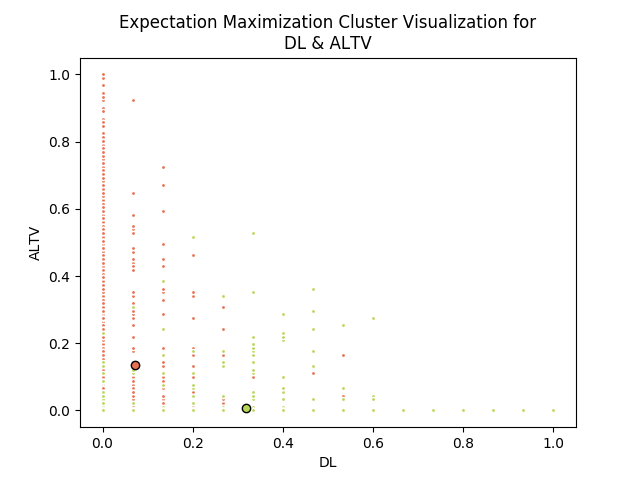 Expectation Maximization Cluster Visualization for
DL & ALTV
1.0
0.8
0.6
0.4
0.2
0.0
ALTV
0.0 0.2 0.4 0.6 0.8 1.0
DL